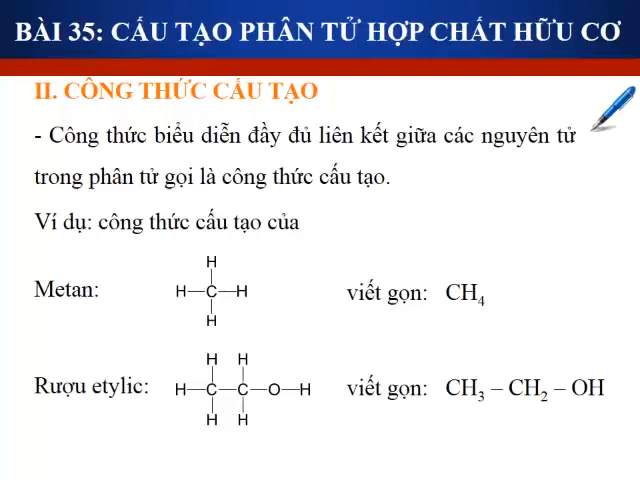 BÀI 35: CẤU TẠO PHÂN TỬ HỢP CHẤT HỮU CƠ
II. CÔNG THỨC CẤU TẠO
- Công thức biểu diễn đầy đủ liên kết giữa các nguyên tử
trong phân tử gọi là công thức cấu tạo.
Ví dụ: công thức cấu tạo của
H
Metan: H—C—H viết gọn: CH₄
H
H H
Rượu etylic: H—C—C—O—H viết gọn: CH₃ – CH₂ – OH
H H